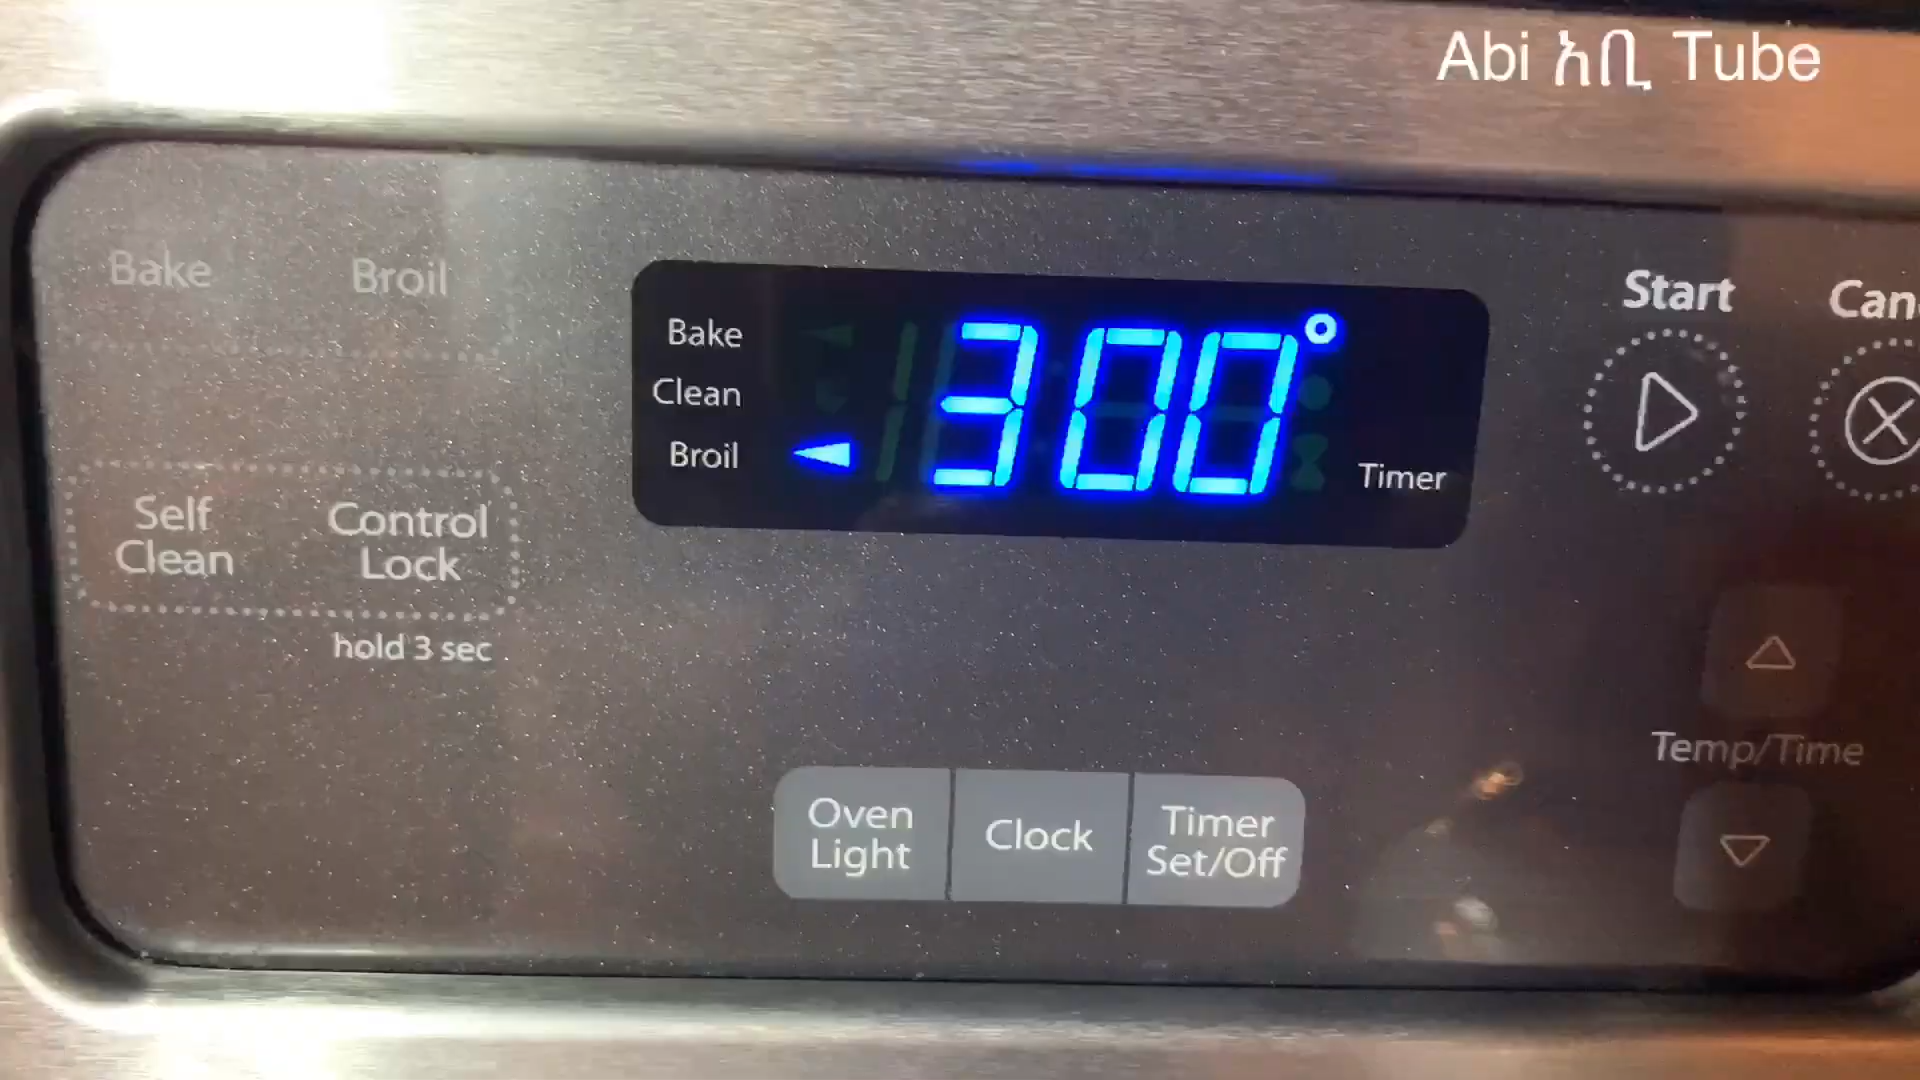 Abi አቢ Tube
Bake
Broil
Self
Clean
Control
Lock
hold 3 sec
Bake
Clean
Broil
300°
Timer
Start
Can
Temp/Time
Oven
Light
Clock
Timer
Set/Off